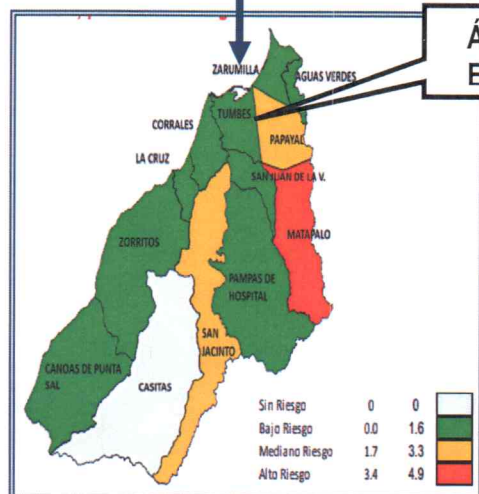 Á
E
ZARUMILLA
AGUAS VERDES
TUMBES
CORRALES
PAPAYAL
LA CRUZ
SAN JUAN DE LA V.
MATAPALO
ZORRITOS
PAMPAS DE
HOSPITAL
SAN
JACINTO
CANOAS DE PUNTA
SAL
CASITAS
Sin Riesgo 0 0
Bajo Riesgo 0.0 1.6
Mediano Riesgo 1.7 3.3
Alto Riesgo 3.4 4.9